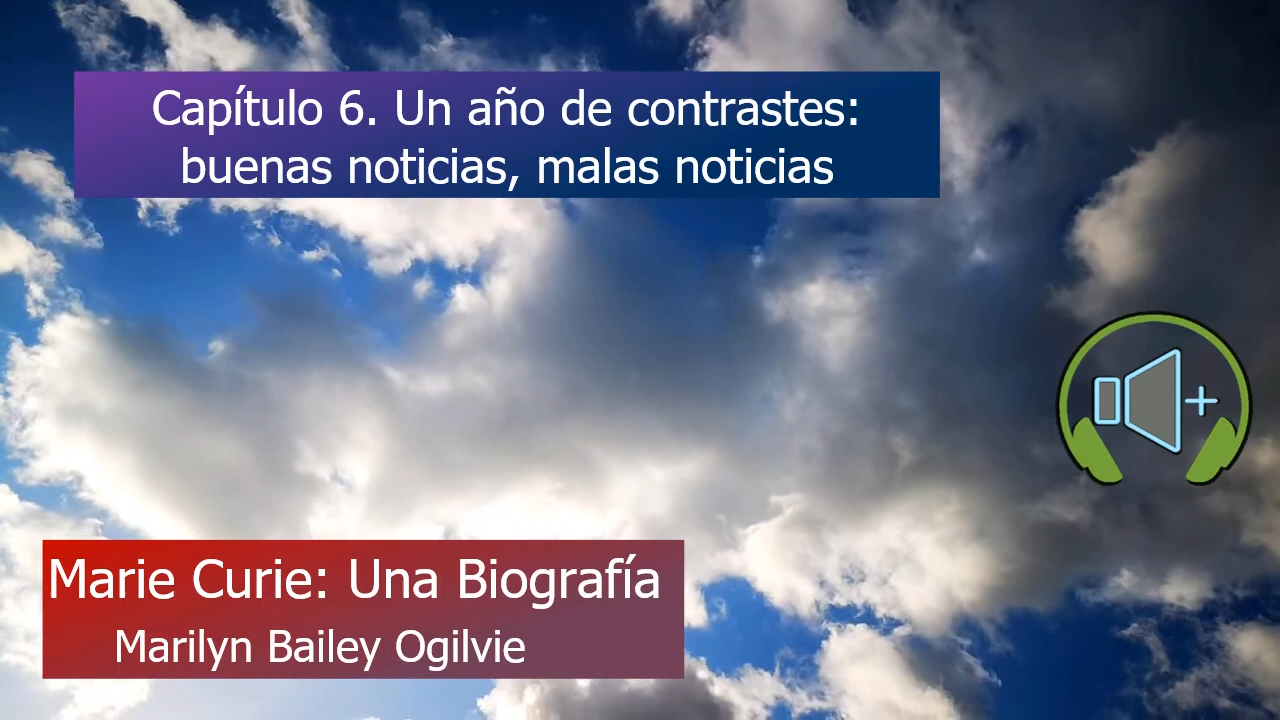 Capítulo 6. Un año de contrastes:
buenas noticias, malas noticias
Marie Curie: Una Biografía
Marilyn Bailey Ogilvie